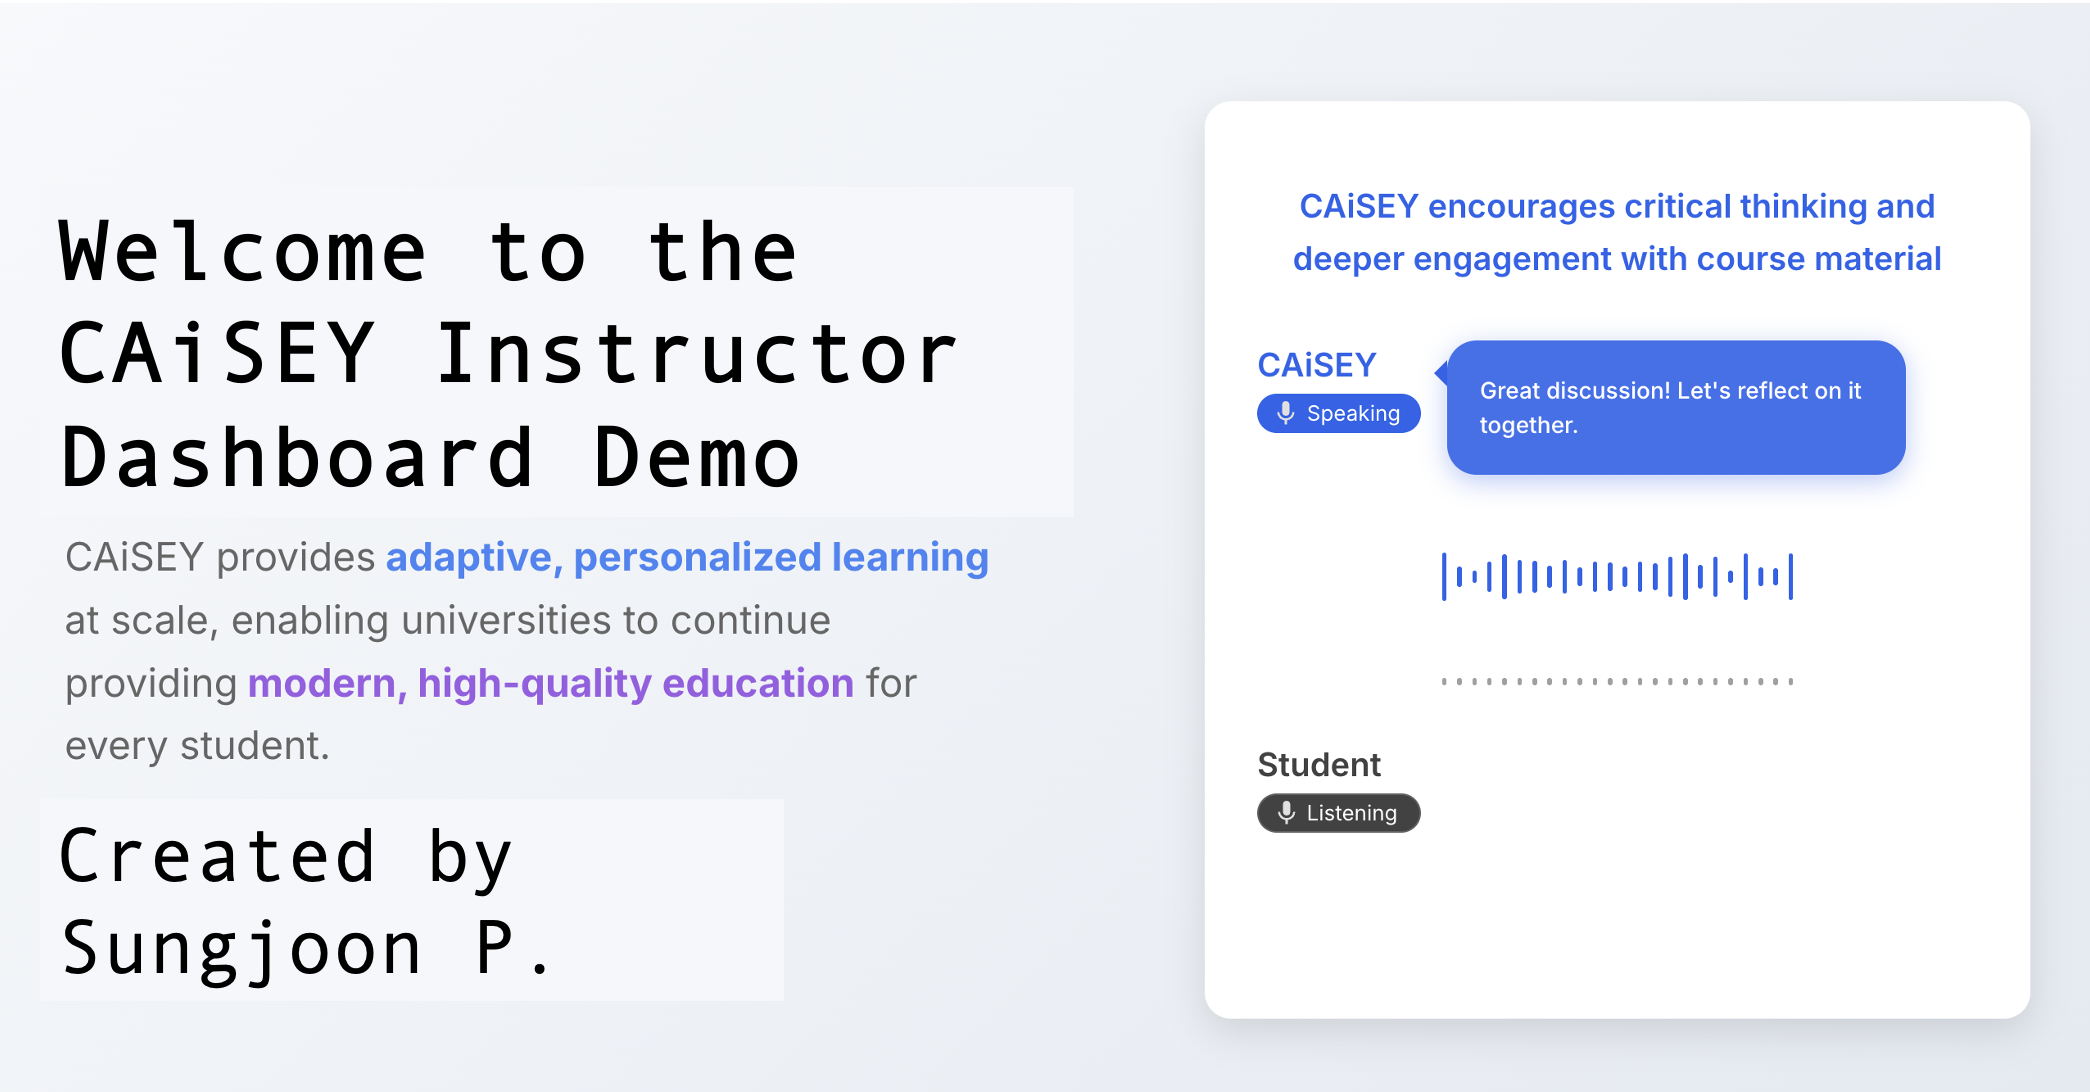 Welcome to the
CAiSEY Instructor
Dashboard Demo
CAiSEY provides adaptive, personalized learning
at scale, enabling universities to continue
providing modern, high-quality education for
every student.
Created by
Sungjoon P.
CAiSEY encourages critical thinking and
deeper engagement with course material
CAiSEY
Speaking
Great discussion! Let's reflect on it
together.
Student
Listening